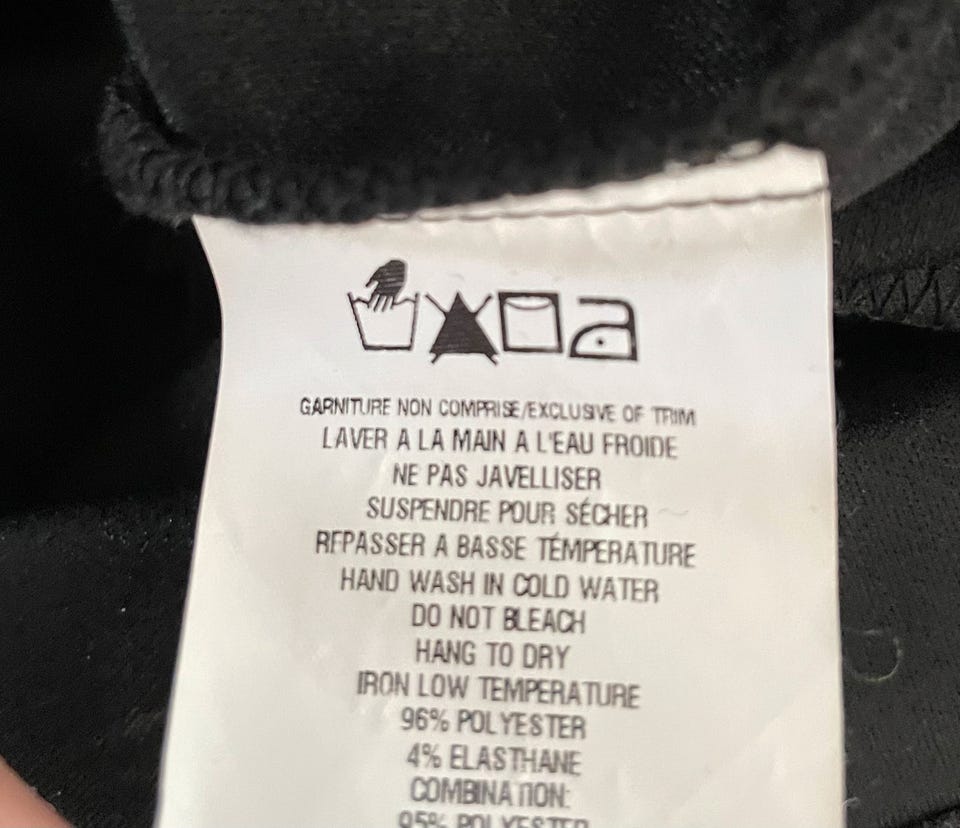 GARNITURE NON COMPRISE/EXCLUSIVE OF TRIM
LAVER A LA MAIN A L'EAU FROIDE
NE PAS JAVELLISER
SUSPENDRE POUR SÉCHER
REPASSER A BASSE TÉMPERATURE
HAND WASH IN COLD WATER
DO NOT BLEACH
HANG TO DRY
IRON LOW TEMPERATURE
96% POLYESTER
4% ELASTHANE
COMBINATION:
95% POLYESTER